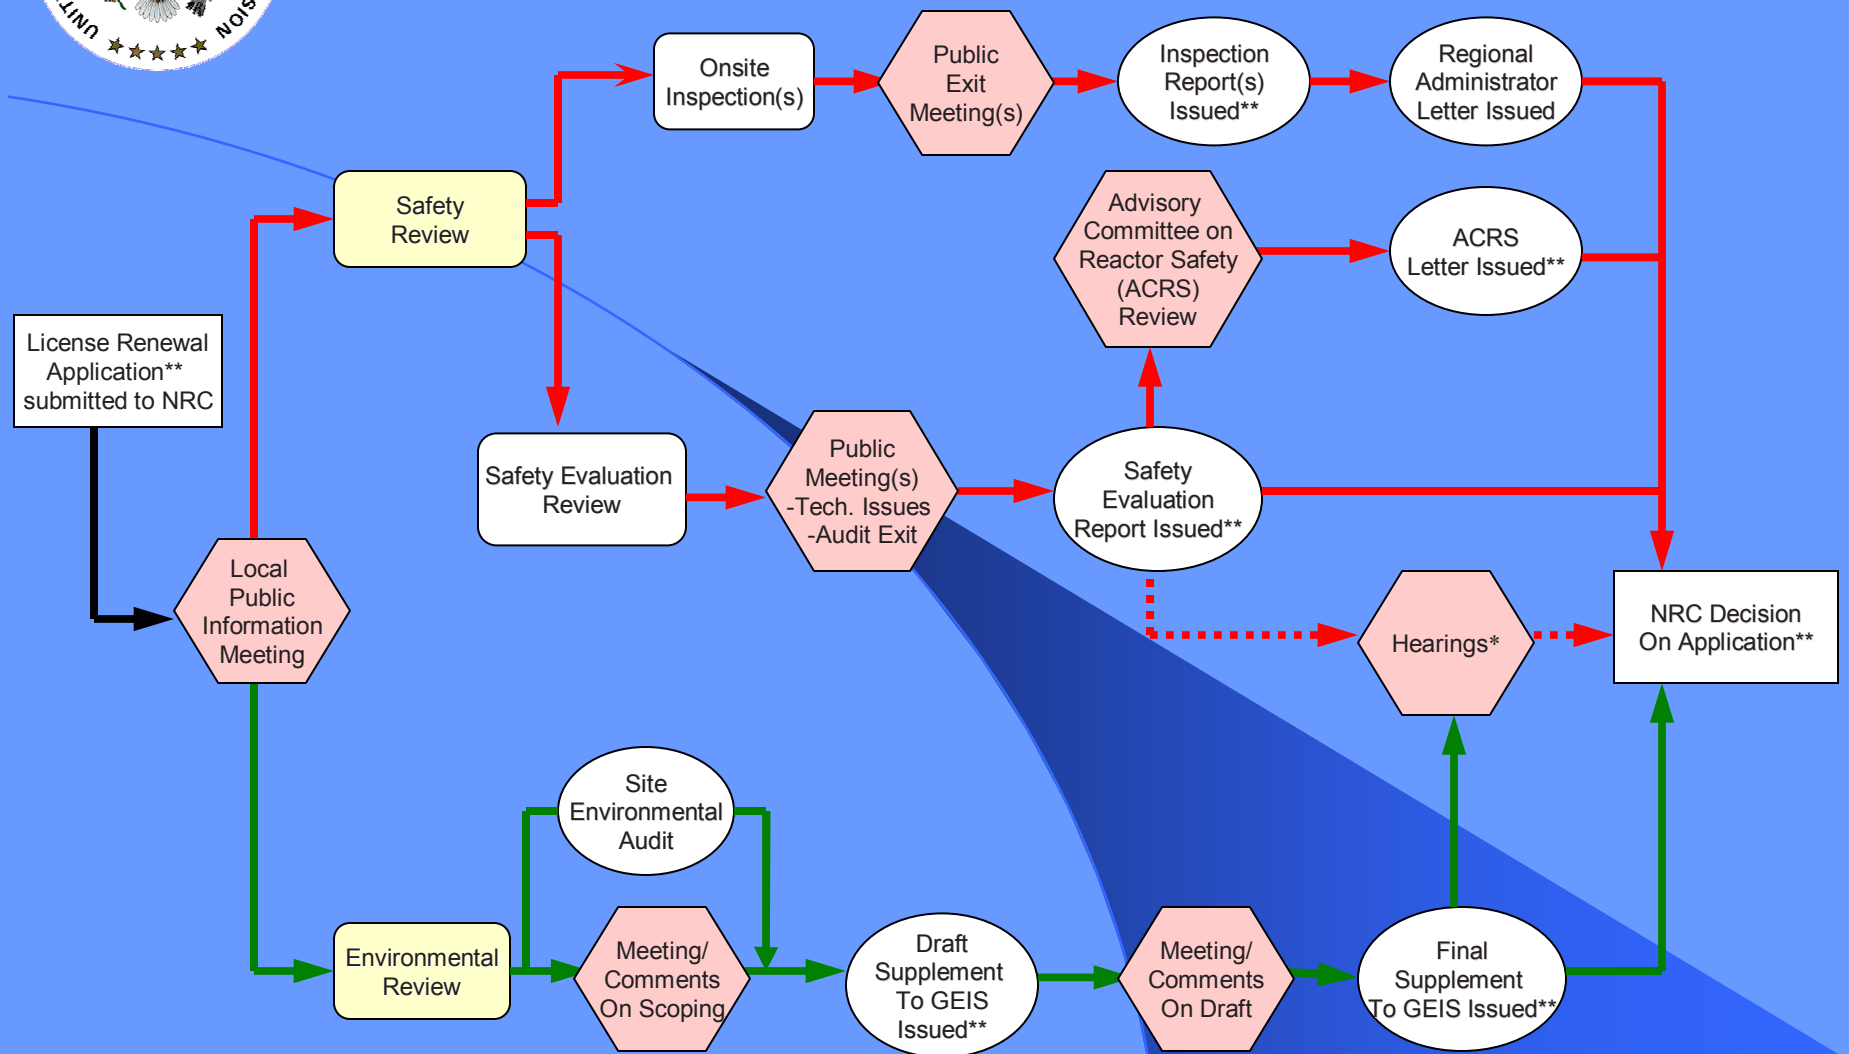 UNIT
SION
Onsite
Inspection(s)
Public
Exit
Meeting(s)
Inspection
Report(s)
Issued**
Regional
Administrator
Letter Issued
Safety
Review
Advisory
Committee on
Reactor Safety
(ACRS)
Review
ACRS
Letter Issued**
License Renewal
Application**
submitted to NRC
Safety Evaluation
Review
Public
Meeting(s)
-Tech. Issues
-Audit Exit
Safety
Evaluation
Report Issued**
Local
Public
Information
Meeting
Hearings*
NRC Decision
On Application**
Site
Environmental
Audit
Environmental
Review
Meeting/
Comments
On Scoping
Draft
Supplement
To GEIS
Issued**
Meeting/
Comments
On Draft
Final
Supplement
To GEIS Issued**